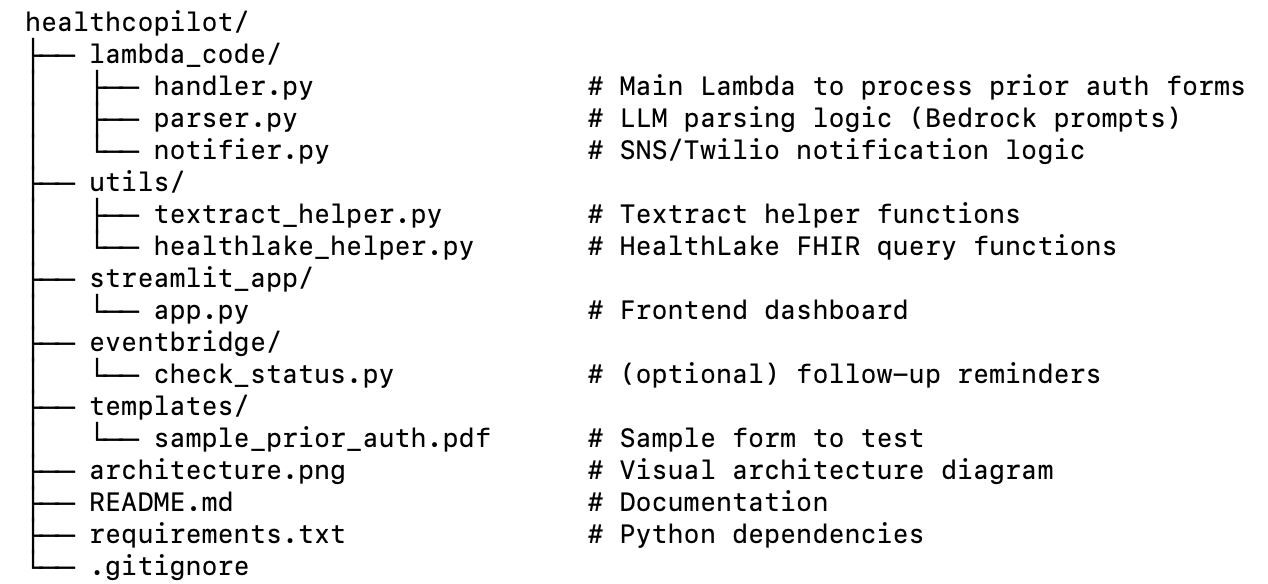 healthcopilot/
├── lambda_code/
│   ├── handler.py                 # Main Lambda to process prior auth forms
│   ├── parser.py                  # LLM parsing logic (Bedrock prompts)
│   └── notifier.py                # SNS/Twilio notification logic
├── utils/
│   ├── textract_helper.py         # Textract helper functions
│   └── healthlake_helper.py       # HealthLake FHIR query functions
├── streamlit_app/
│   └── app.py                     # Frontend dashboard
├── eventbridge/
│   └── check_status.py            # (optional) follow-up reminders
├── templates/
│   └── sample_prior_auth.pdf      # Sample form to test
├── architecture.png               # Visual architecture diagram
├── README.md                      # Documentation
├── requirements.txt               # Python dependencies
└── .gitignore